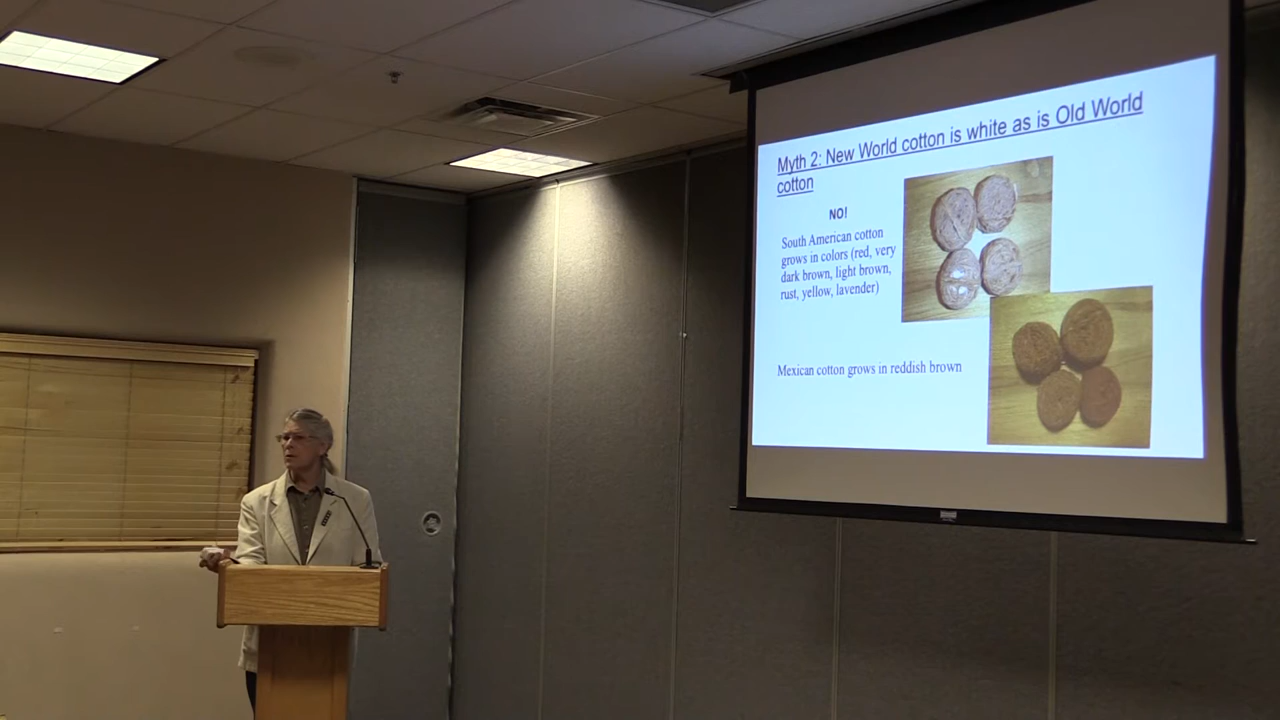 Myth 2: New World cotton is white as is Old World
cotton
NO!
South American cotton
grows in colors (red, very
dark brown, light brown,
rust, yellow, lavender)
Mexican cotton grows in reddish brown